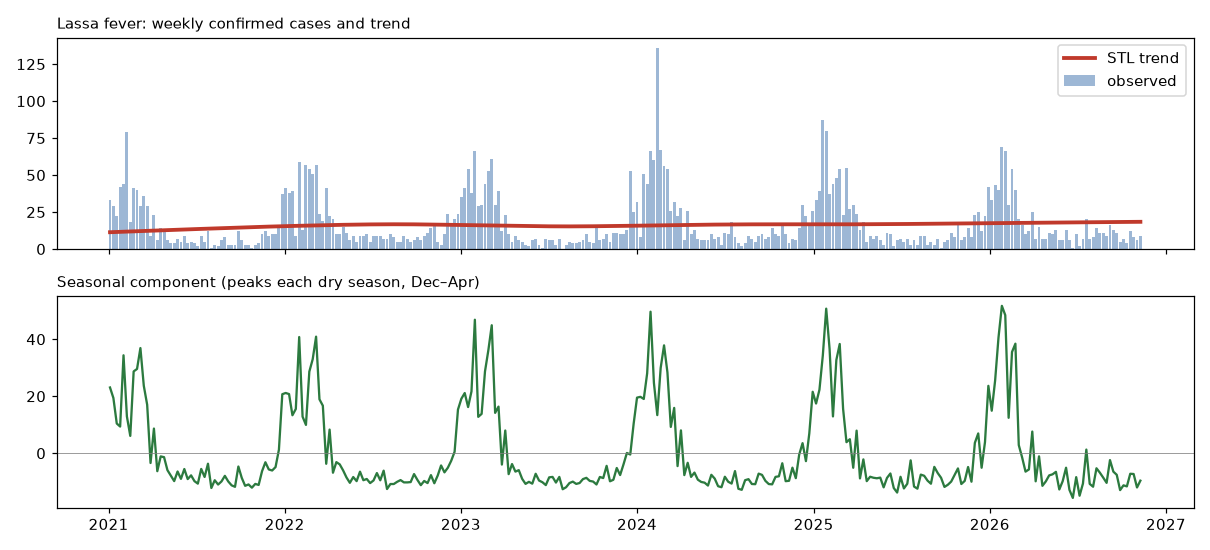 Lassa fever: weekly confirmed cases and trend
125
100
75
50
25
0
STL trend
observed
Seasonal component (peaks each dry season, Dec–Apr)
40
20
0
2021 2022 2023 2024 2025 2026 2027